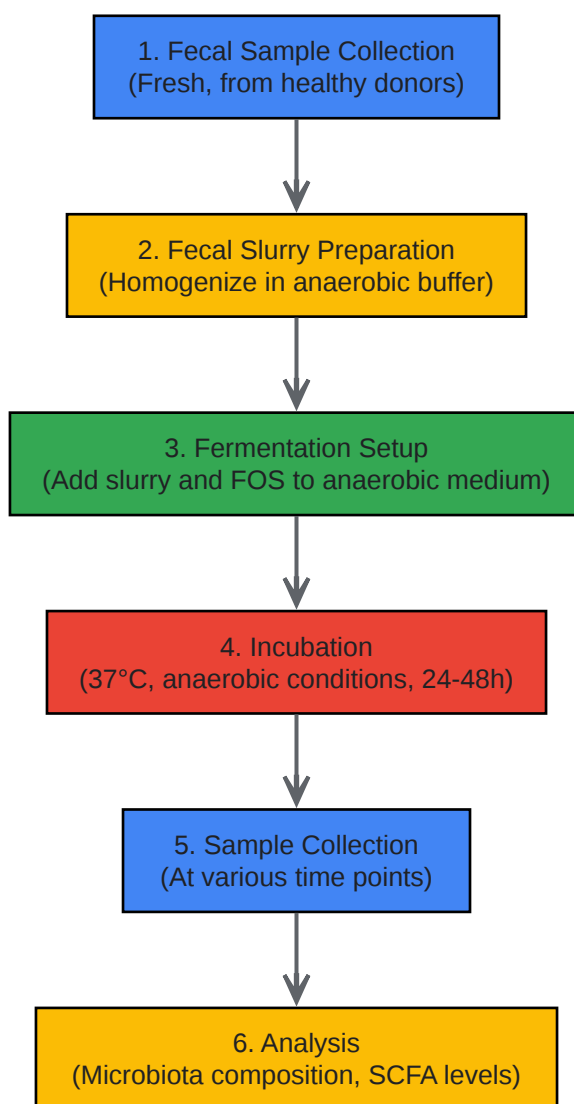 1. Fecal Sample Collection
(Fresh, from healthy donors)
2. Fecal Slurry Preparation
(Homogenize in anaerobic buffer)
3. Fermentation Setup
(Add slurry and FOS to anaerobic medium)
4. Incubation
(37°C, anaerobic conditions, 24-48h)
5. Sample Collection
(At various time points)
6. Analysis
(Microbiota composition, SCFA levels)